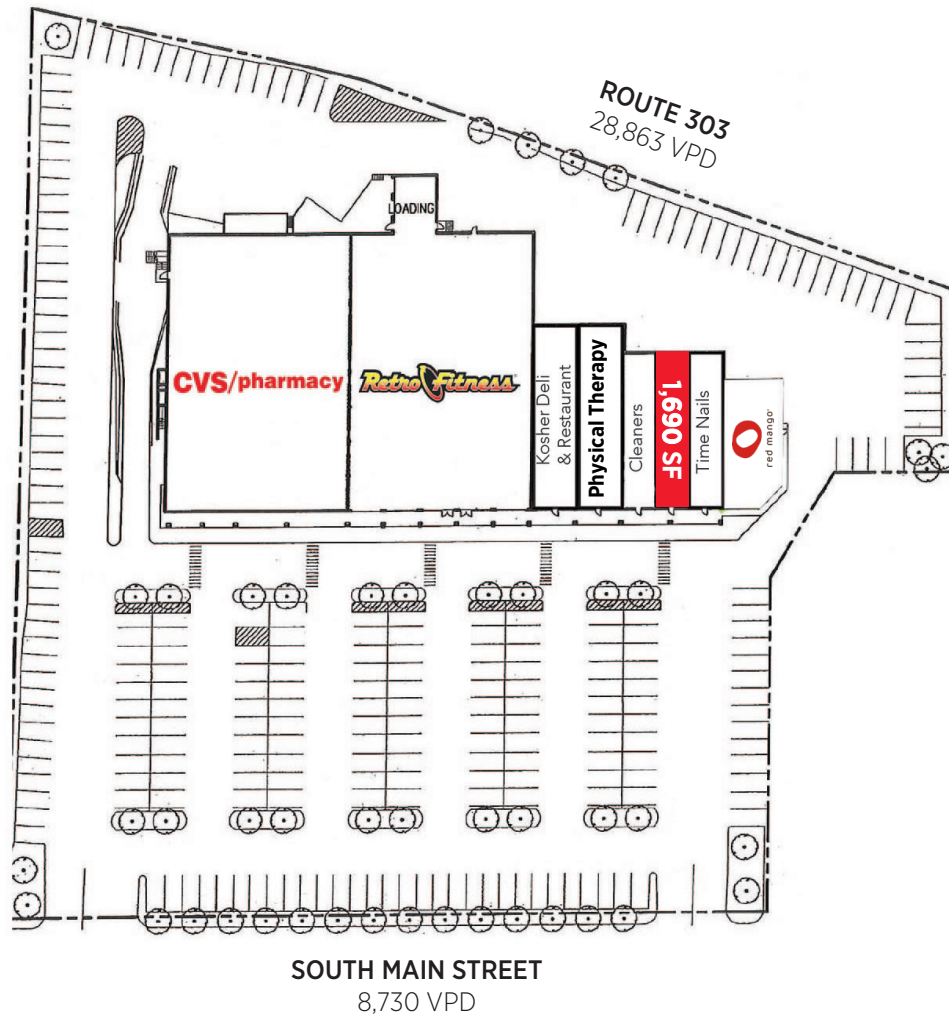 ROUTE 303
28,863 VPD
LOADING
CVS/pharmacy
Retro Fitness
Kosher Deli
& Restaurant
Physical Therapy
Cleaners
1,690 SF
Time Nails
red mango
SOUTH MAIN STREET
8,730 VPD